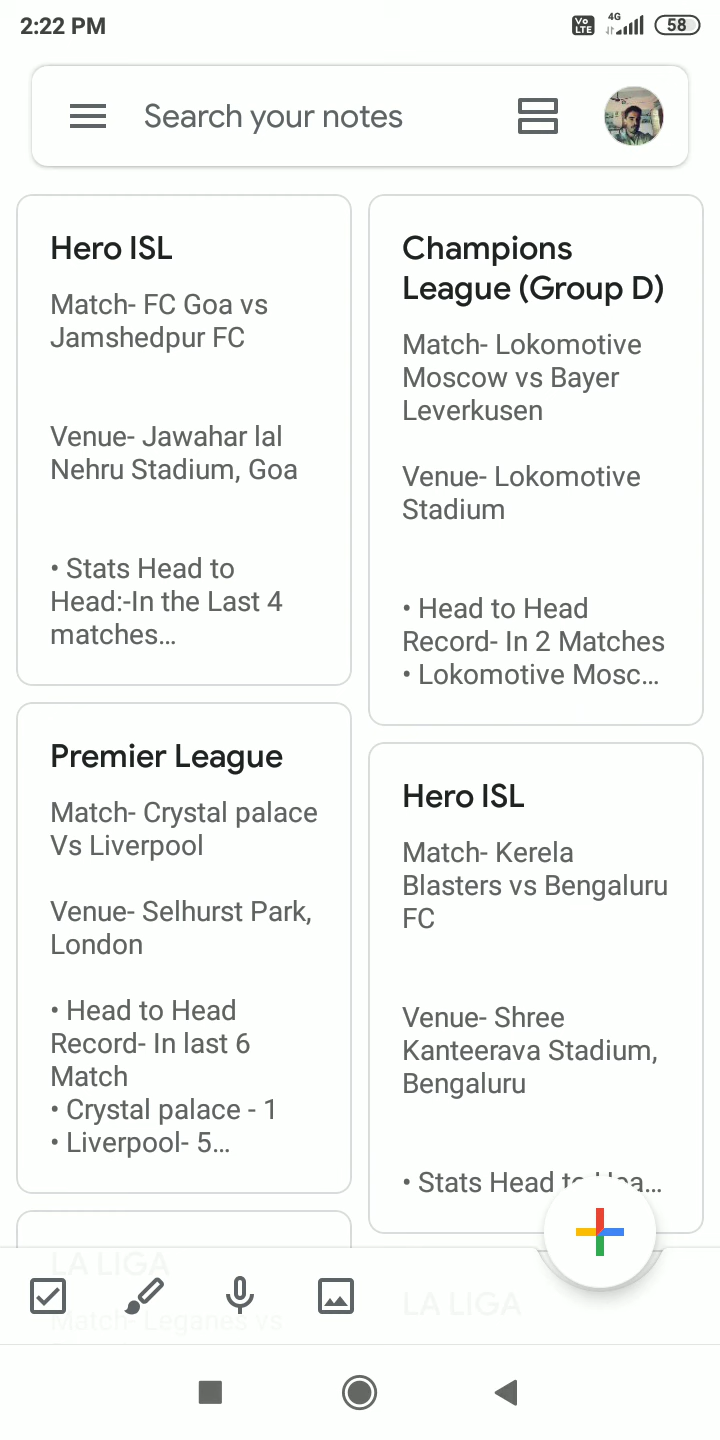 2:22 PM
Vo LTE
4G
58
Search your notes
Hero ISL
Match- FC Goa vs
Jamshedpur FC
Venue- Jawahar lal
Nehru Stadium, Goa
• Stats Head to
Head:-In the Last 4
matches...
Champions
League (Group D)
Match- Lokomotive
Moscow vs Bayer
Leverkusen
Venue- Lokomotive
Stadium
• Head to Head
Record- In 2 Matches
• Lokomotive Mosc...
Premier League
Match- Crystal palace
Vs Liverpool
Venue- Selhurst Park,
London
• Head to Head
Record- In last 6
Match
• Crystal palace - 1
• Liverpool- 5...
Hero ISL
Match- Kerela
Blasters vs Bengaluru
FC
Venue- Shree
Kanteerava Stadium,
Bengaluru
• Stats Head to
LA LIGA
Match- Leganes vs
LA LIGA